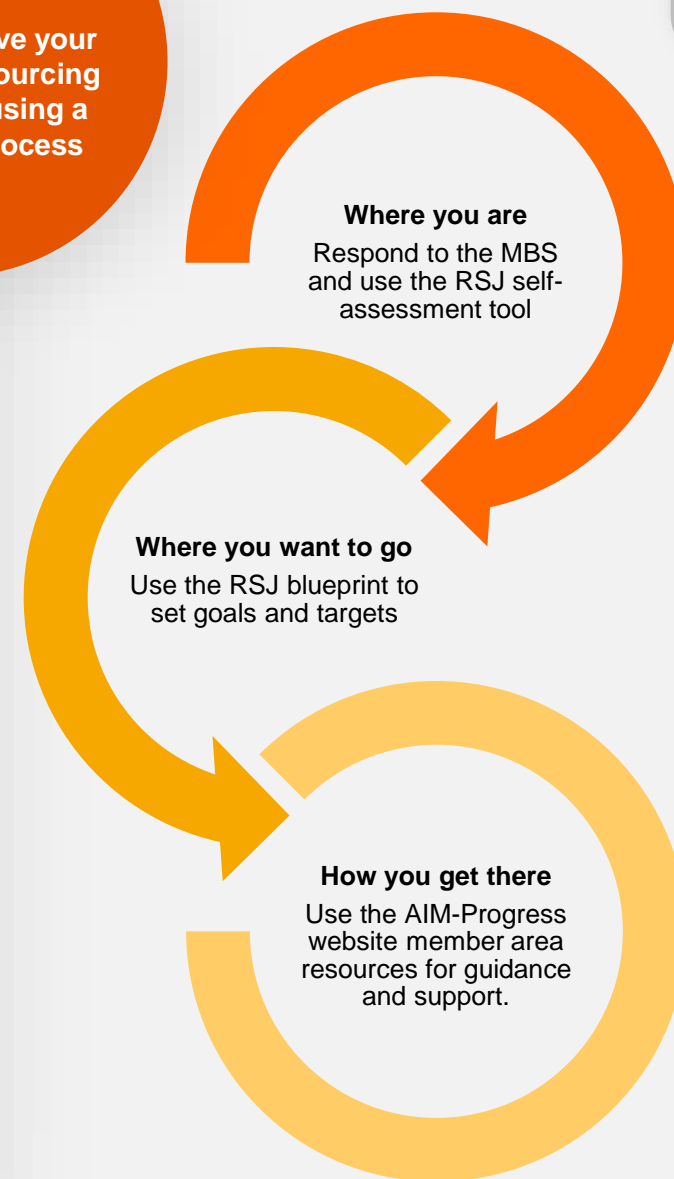 ve your
ourcing
using a
ocess
Where you are
Respond to the MBS
and use the RSJ self-
assessment tool
Where you want to go
Use the RSJ blueprint to
set goals and targets
How you get there
Use the AIM-Progress
website member area
resources for guidance
and support.